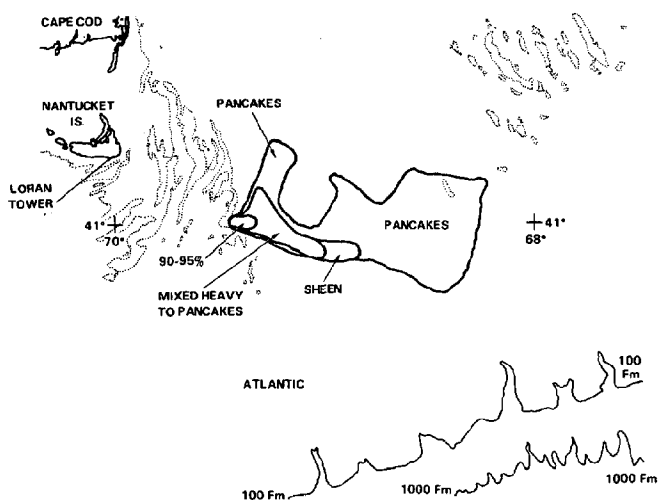 CAPE COD
NANTUCKET
IS.
PANCAKES
LORAN
TOWER
41°
70°
PANCAKES
41°
68°
90-95%
MIXED HEAVY
TO PANCAKES
SHEEN
ATLANTIC
100
Fm
100 Fm
1000 Fm
1000 Fm